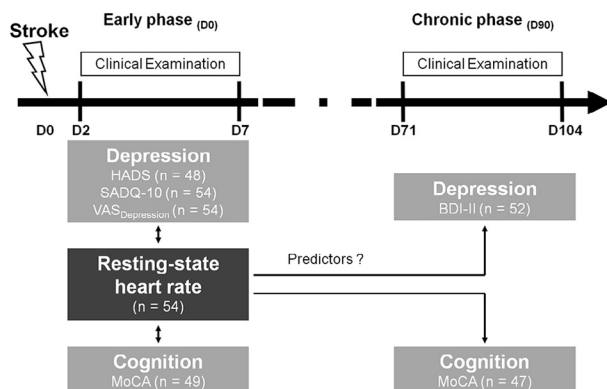 Stroke
Early phase (D0)
Chronic phase (D90)
Clinical Examination
Clinical Examination
D0
D2
D7
D71
D104
Depression
HADS (n = 48)
SADQ-10 (n = 54)
VASDepression (n = 54)
Depression
BDI-II (n = 52)
Resting-state
heart rate
(n = 54)
Predictors ?
Cognition
MoCA (n = 49)
Cognition
MoCA (n = 47)